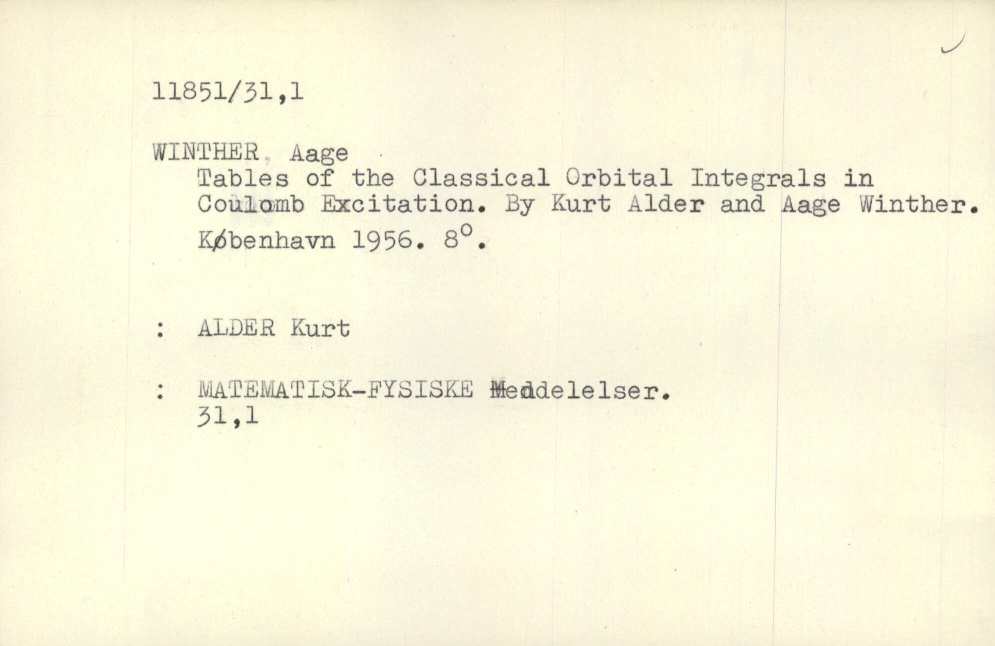 11851/31,1
WINTHER, Aage
Tables of the Classical Orbital Integrals in
Coulomb Excitation. By Kurt Alder and Aage Winther.
København 1956. 8°.
: ALDER Kurt
: MATEMATISK-FYSISKE Meddelelser.
31,1